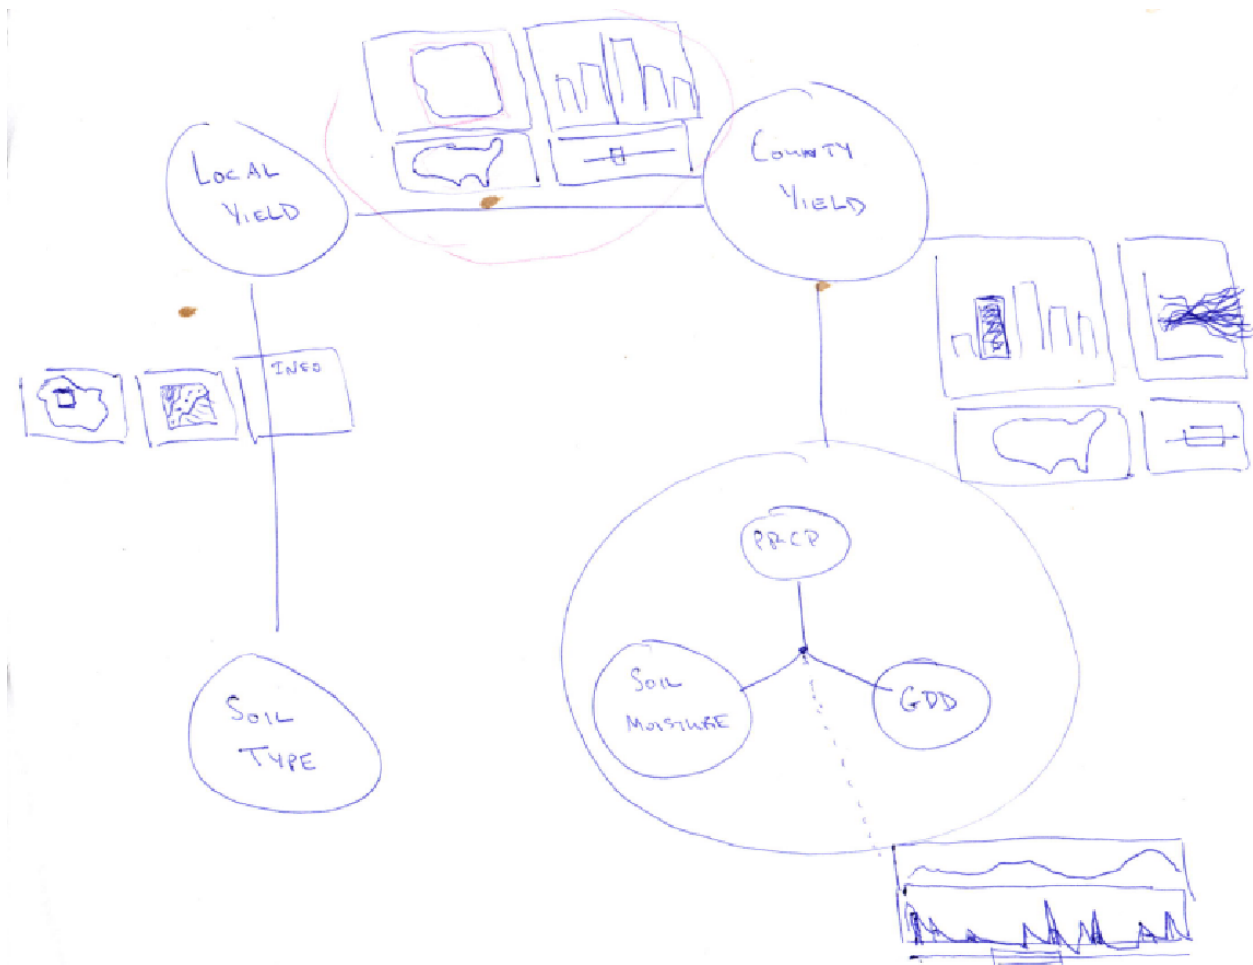 LOCAL
YIELD
COUNTY
YIELD
INFO
PRCP
SOIL
MOISTURE
GDD
SOIL
TYPE